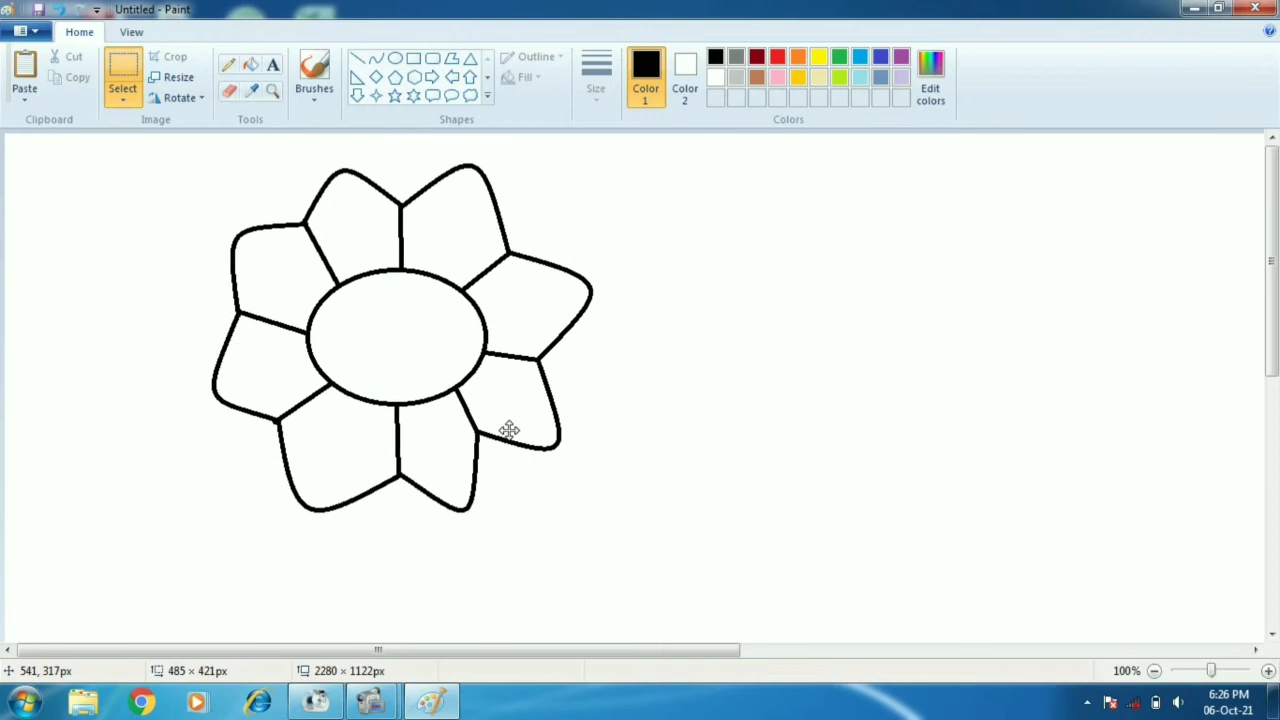 Untitled - Paint
Home View
Paste
Cut
Copy
Clipboard
Select
Crop
Resize
Rotate
Image
A
Tools
Brushes
Outline
Fill
Shapes
Size
Color 1
Color 2
Edit colors
Colors
541, 317px 485 × 421px 2280 × 1122px 100%
6:26 PM
06-Oct-21